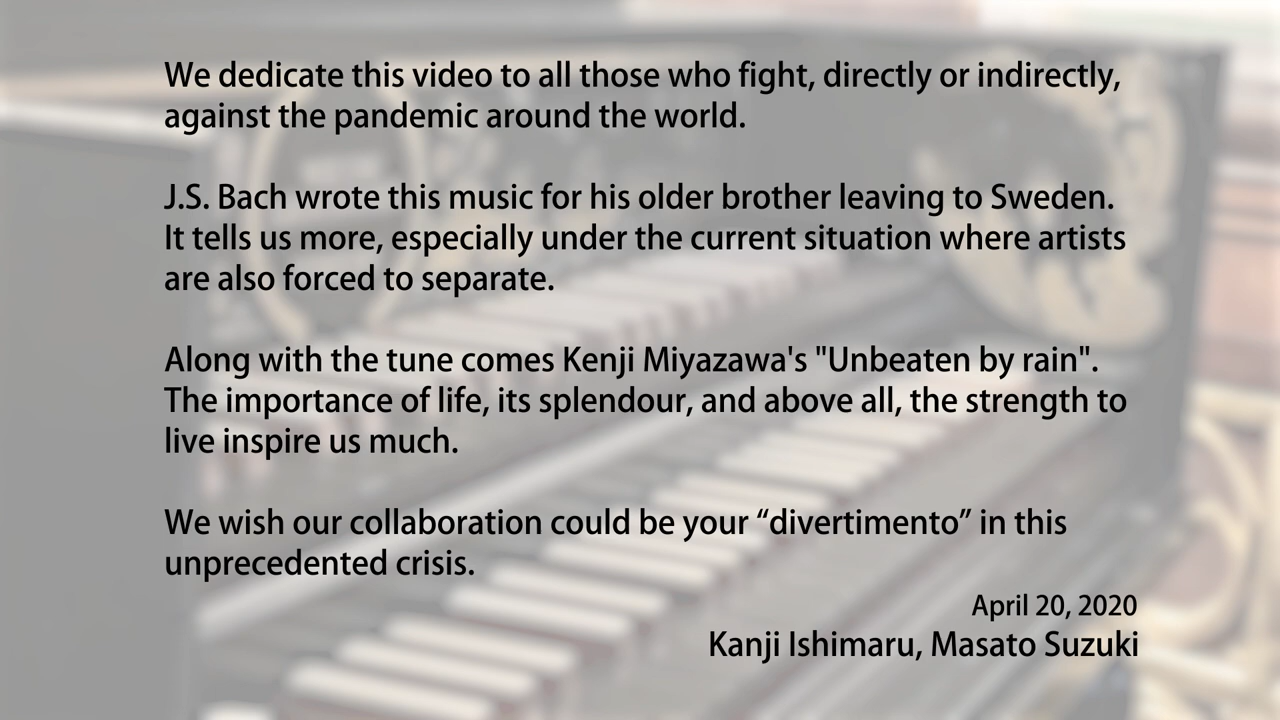 We dedicate this video to all those who fight, directly or indirectly,
against the pandemic around the world.
J.S. Bach wrote this music for his older brother leaving to Sweden.
It tells us more, especially under the current situation where artists
are also forced to separate.
Along with the tune comes Kenji Miyazawa's "Unbeaten by rain".
The importance of life, its splendour, and above all, the strength to
live inspire us much.
We wish our collaboration could be your “divertimento” in this
unprecedented crisis.
April 20, 2020
Kanji Ishimaru, Masato Suzuki